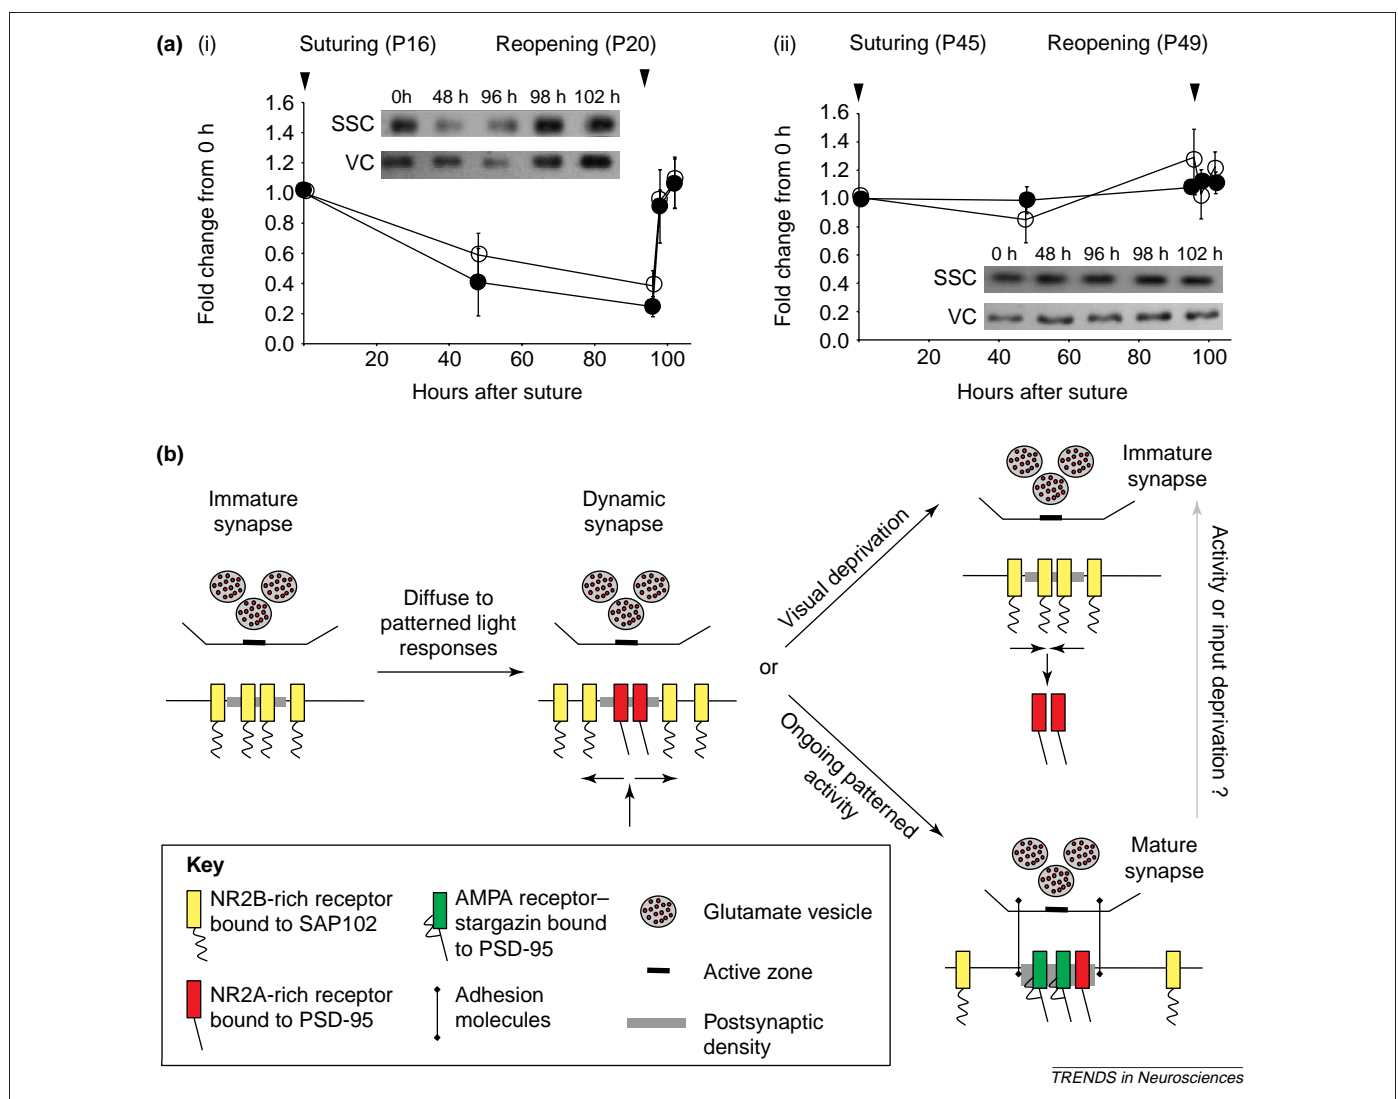 (a) (i) Suturing (P16) Reopening (P20)
1.6
1.4
1.2
1.0
0.8
0.6
0.4
0.2
0.0
Fold change from 0 h
0h 48 h 96 h 98 h 102 h
SSC
VC
20 40 60 80 100
Hours after suture
(ii) Suturing (P45) Reopening (P49)
1.6
1.4
1.2
1.0
0.8
0.6
0.4
0.2
0.0
Fold change from 0 h
0 h 48 h 96 h 98 h 102 h
SSC
VC
20 40 60 80 100
Hours after suture
(b)
Immature
synapse
Diffuse to
patterned light
responses
Dynamic
synapse
or
Visual deprivation
Ongoing patterned
activity
Immature
synapse
Activity or input deprivation ?
Mature
synapse
Key
NR2B-rich receptor
bound to SAP102
NR2A-rich receptor
bound to PSD-95
AMPA receptor–
stargazin bound
to PSD-95
Adhesion
molecules
Glutamate vesicle
Active zone
Postsynaptic
density
TRENDS in Neurosciences